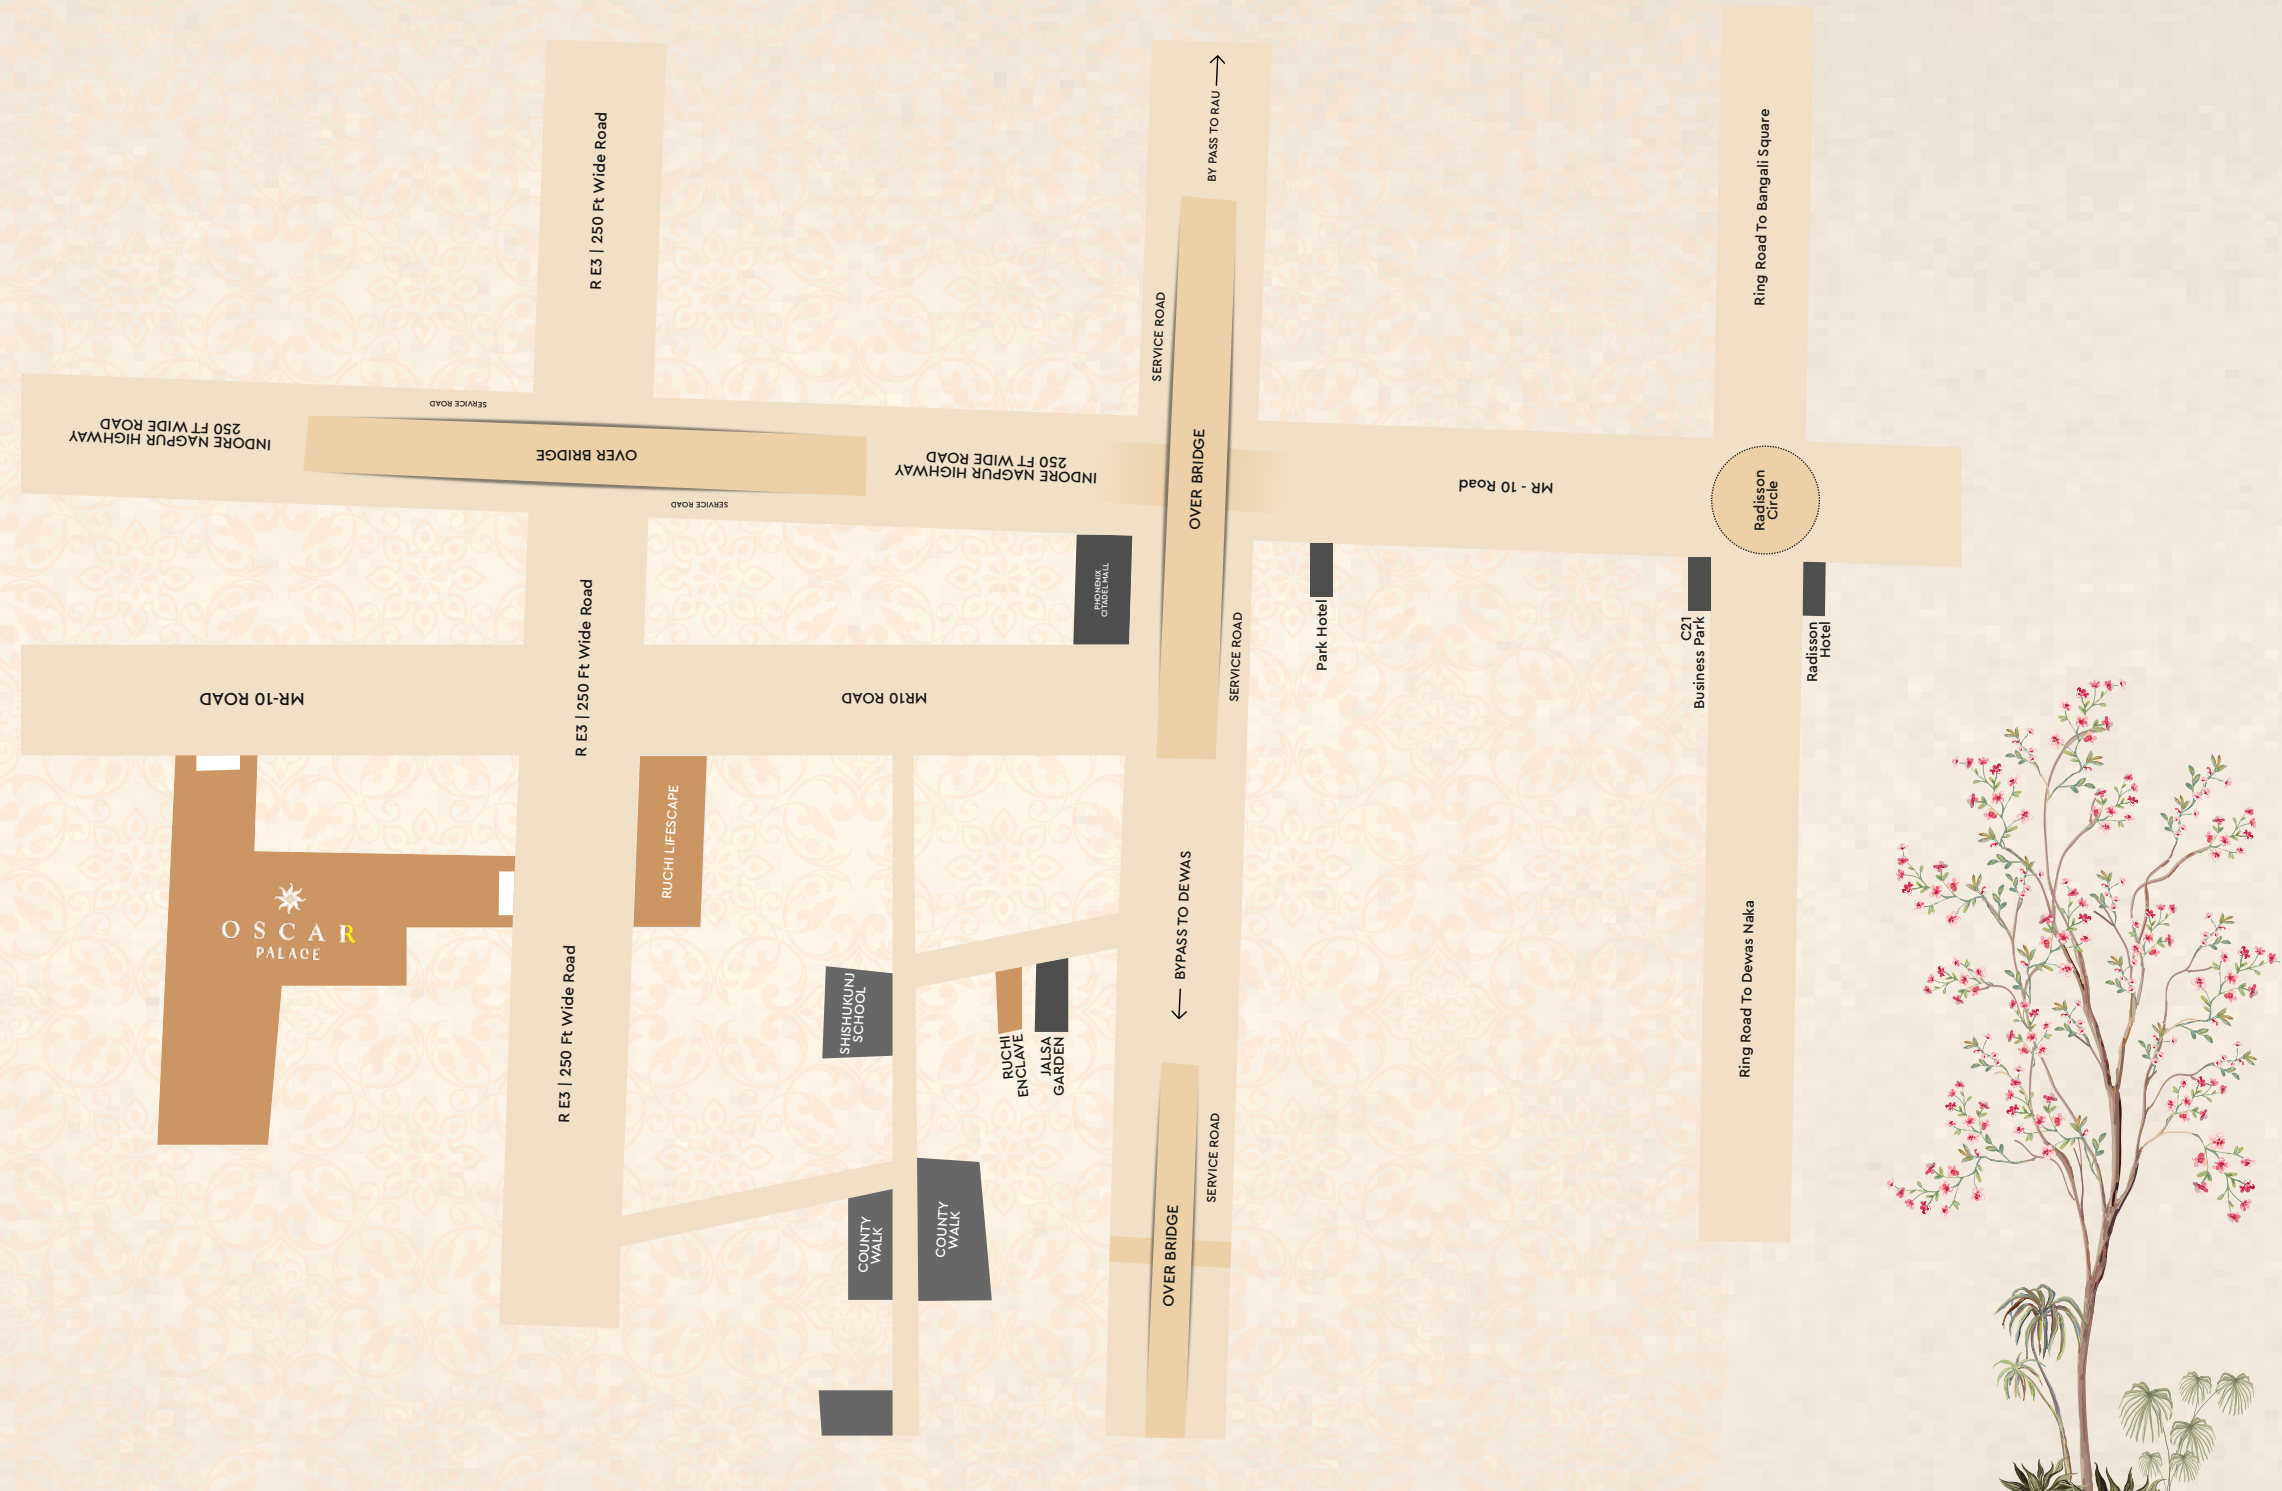 R E3 | 250 Ft Wide Road
BY PASS TO RAU
Ring Road To Bangali Square
SERVICE ROAD
SERVICE ROAD
INDORE NAGPUR HIGHWAY
250 FT WIDE ROAD
OVER BRIDGE
SERVICE ROAD
INDORE NAGPUR HIGHWAY
250 FT WIDE ROAD
OVER BRIDGE
MR - 10 Road
Radisson
Circle
PHONENIX
CITADEL MALL
Park Hotel
C21
Business Park
Radisson
Hotel
SERVICE ROAD
R E3 | 250 Ft Wide Road
MR-10 ROAD
MR10 ROAD
RUCHI LIFESCAPE
OSCAR
PALACE
BYPASS TO DEWAS
Ring Road To Dewas Naka
R E3 | 250 Ft Wide Road
SHISHUKUNJ
SCHOOL
RUCHI
ENCLAVE
JALSA
GARDEN
SERVICE ROAD
COUNTY
WALK
COUNTY
WALK
OVER BRIDGE